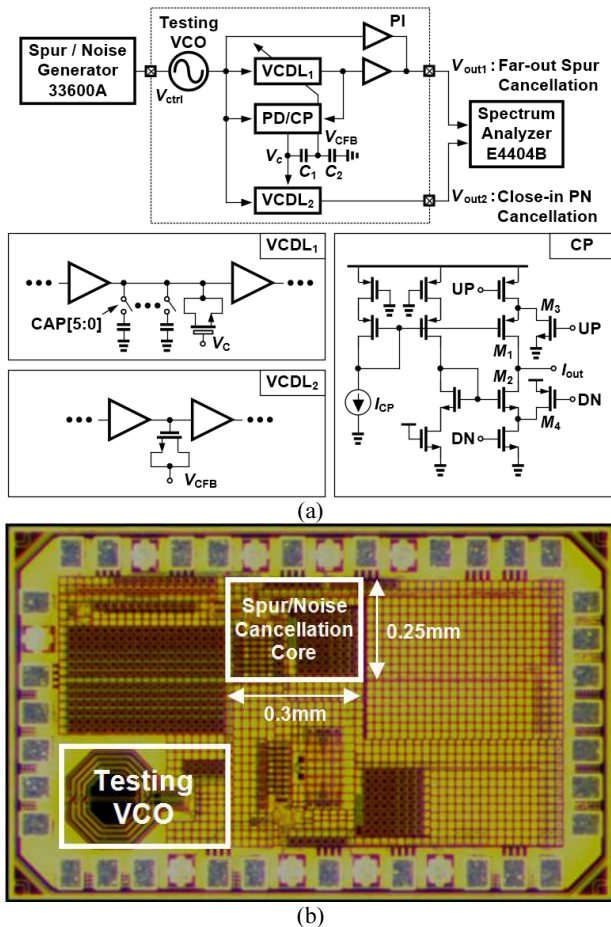 Testing
VCO
PI
Spur / Noise
Generator
33600A
Vctrl
VCDL1
Vout1 : Far-out Spur
Cancellation
PD/CP
VCFB
Vc
C1
C2
Spectrum
Analyzer
E4404B
VCDL2
Vout2 : Close-in PN
Cancellation
VCDL1
CAP[5:0]
VC
VCDL2
VCFB
CP
UP
M3
UP
M1
Iout
M2
ICP
DN
DN
M4
(a)
Spur/Noise
Cancellation
Core
0.25mm
0.3mm
Testing
VCO
(b)